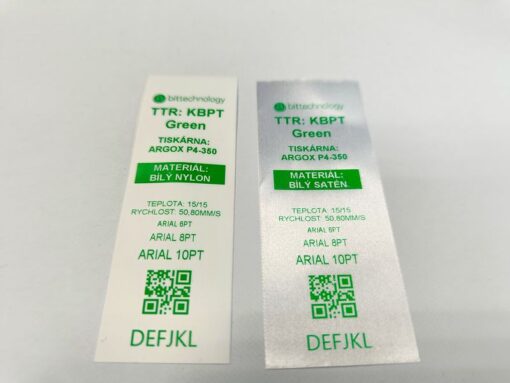 bittechnology
TTR: KBPT
Green
TISKÁRNA:
ARGOX P4-350
MATERIÁL:
BÍLÝ NYLON
TEPLOTA: 15/15
RYCHLOST: 50,80MM/S
ARIAL 6PT
ARIAL 8PT
ARIAL 10PT
DEFJKL
bittechnology
TTR: KBPT
Green
TISKÁRNA:
ARGOX P4-350
MATERIÁL:
BÍLÝ SATÉN
TEPLOTA: 15/15
RYCHLOST: 50,80MM/S
ARIAL 6PT
ARIAL 8PT
ARIAL 10PT
DEFJKL